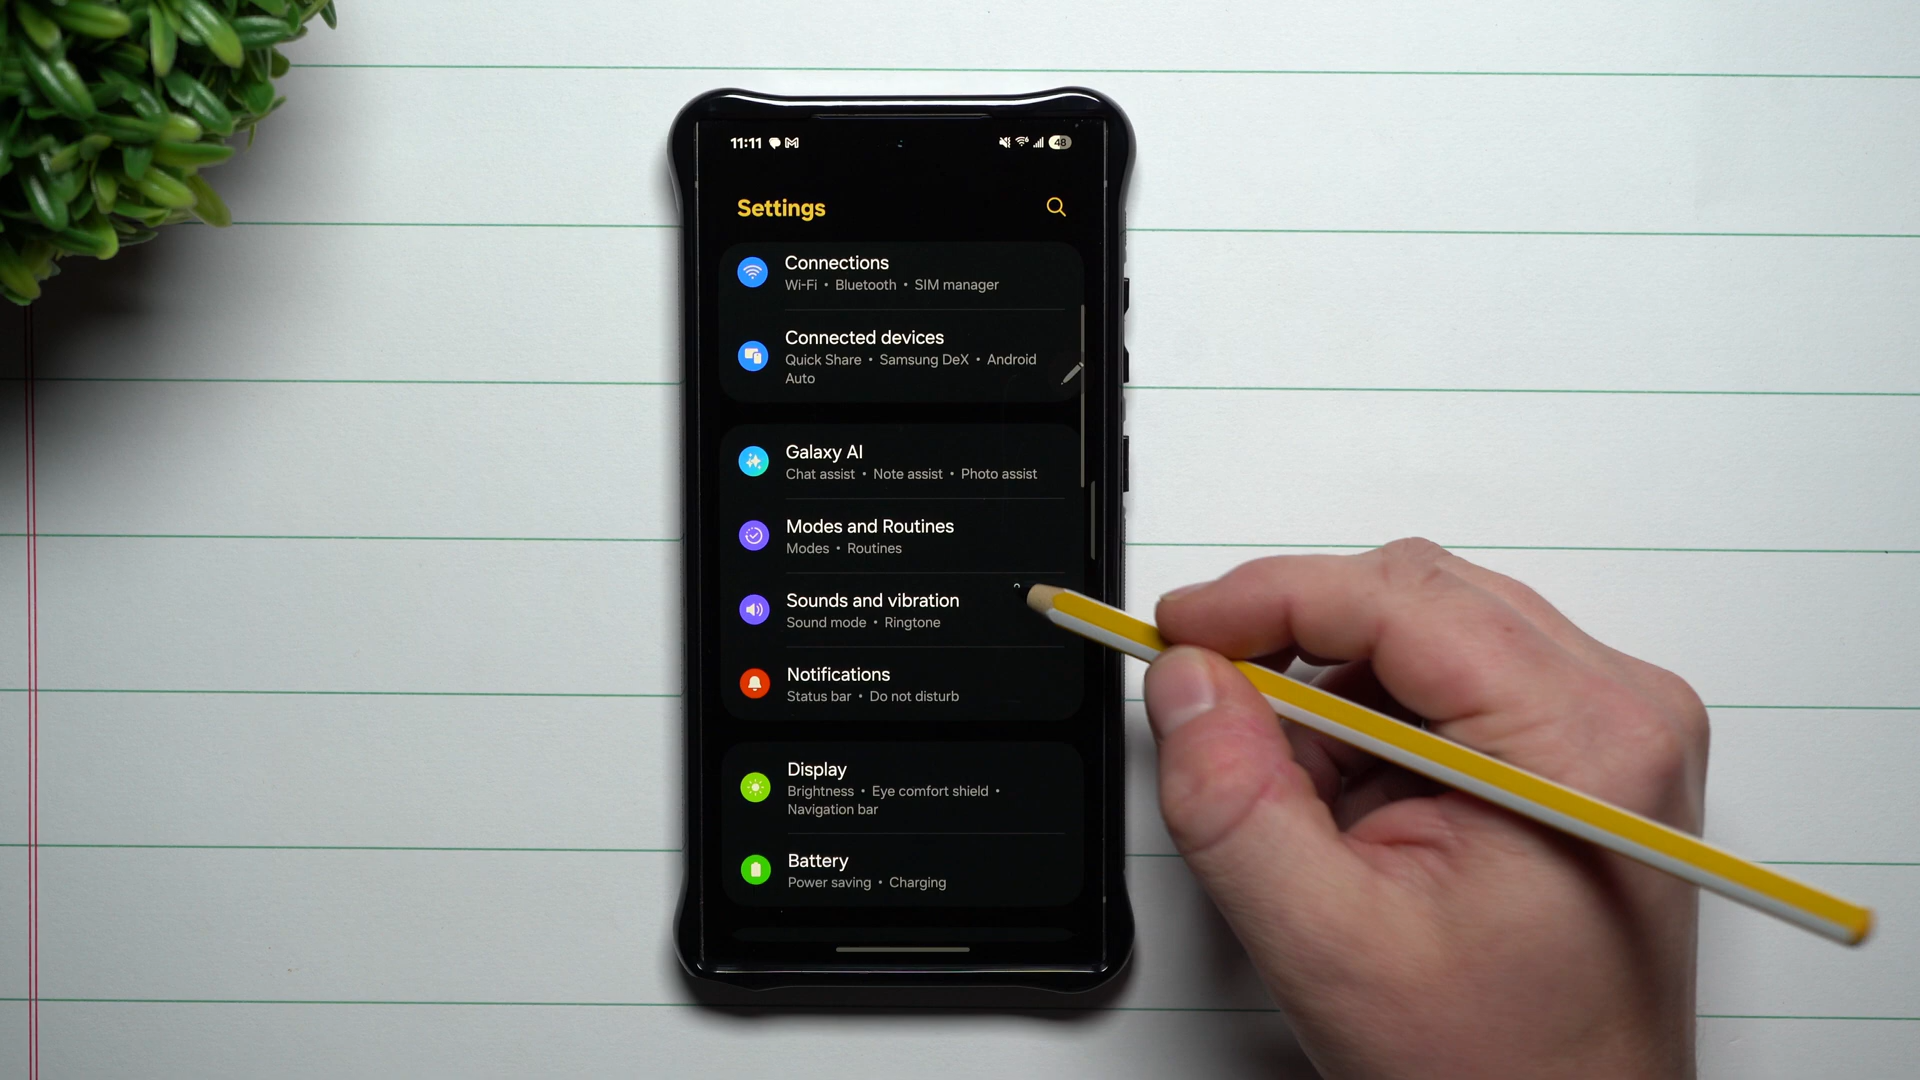 11:11
48
Settings
Connections
Wi-Fi • Bluetooth • SIM manager
Connected devices
Quick Share • Samsung DeX • Android
Auto
Galaxy AI
Chat assist • Note assist • Photo assist
Modes and Routines
Modes • Routines
Sounds and vibration
Sound mode • Ringtone
Notifications
Status bar • Do not disturb
Display
Brightness • Eye comfort shield •
Navigation bar
Battery
Power saving • Charging